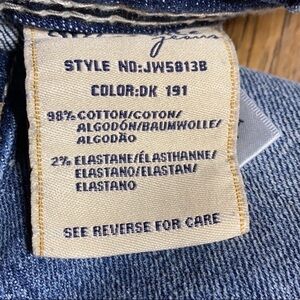 jeans
STYLE NO:JW5813B
COLOR:DK 191
98% COTTON/COTON/
ALGODÓN/BAUMWOLLE/
ALGODÃO
2% ELASTANE/ÉLASTHANNE/
ELASTANO/ELASTAN/
ELASTANO
SEE REVERSE FOR CARE